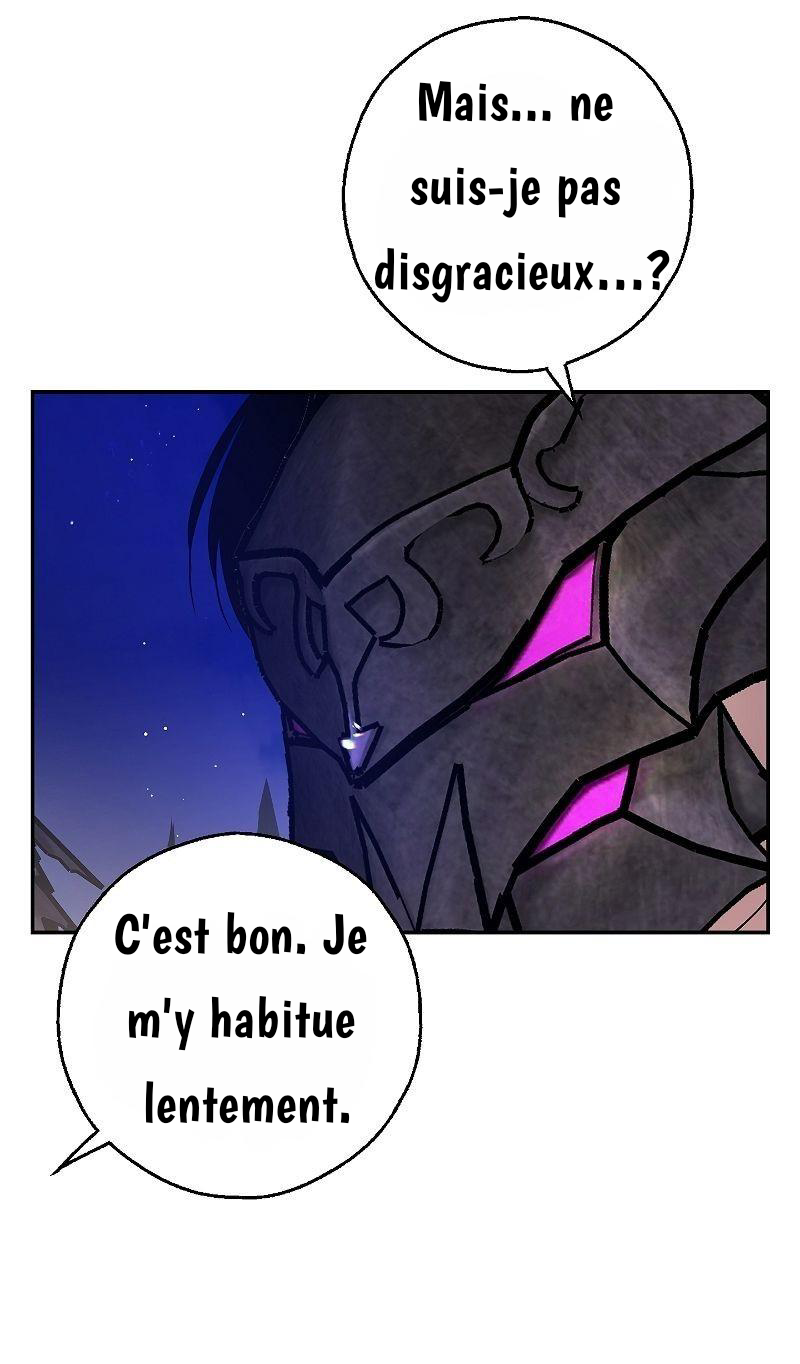 Mais... ne
suis-je pas
disgracieux...?
C'est bon. Je
m'y habitue
lentement.